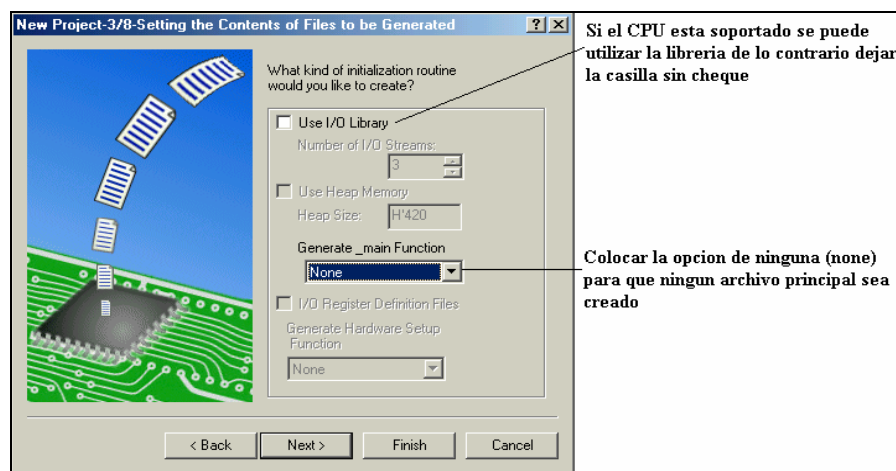 New Project-3/8-Setting the Contents of Files to be Generated
What kind of initialization routine
would you like to create?
Use I/O Library
Number of I/O Streams:
3
Use Heap Memory
Heap Size:
H'420
Generate _main Function
None
I/O Register Definition Files
Generate Hardware Setup
Function
None
< Back
Next >
Finish
Cancel
Si el CPU esta soportado se puede
utilizar la libreria de lo contrario dejar
la casilla sin cheque
Colocar la opcion de ninguna (none)
para que ningun archivo principal sea
creado